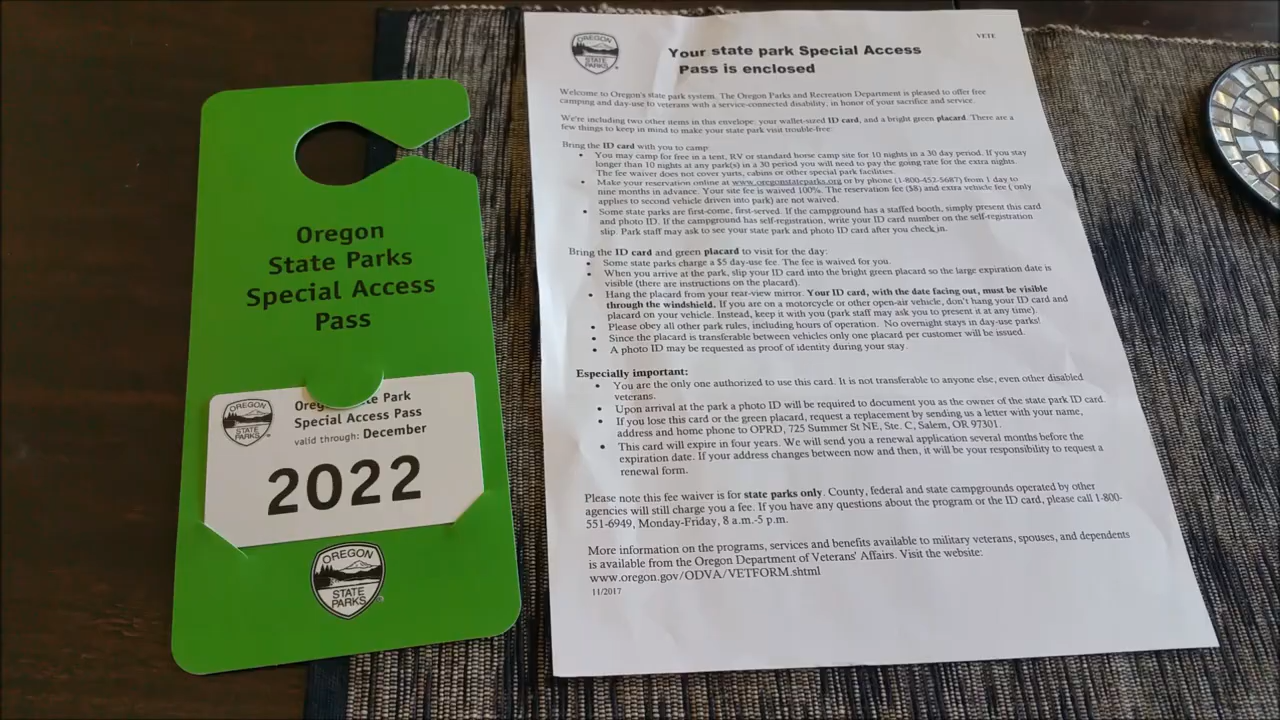 Oregon
State Parks
Special Access
Pass
State Park
Special Access Pass
valid through: December
OREGON
STATE
PARKS
2022
OREGON
STATE
PARKS
OREGON
STATE
PARKS
VETE
Your state park Special Access
Pass is enclosed
Welcome to Oregon's state park system. The Oregon Parks and Recreation Department is pleased to offer free
camping and day-use to veterans with a service-connected disability, in honor of your sacrifice and service.
We're including two other items in this envelope: your wallet-sized ID card, and a bright green placard. There are a
few things to keep in mind to make your state park visit trouble-free:
Bring the ID card with you to camp:
• You may camp for free in a tent, RV or standard horse camp site for 10 nights in a 30 day period. If you stay
longer than 10 nights at any park(s) in a 30 period you will need to pay the going rate for the extra nights.
The fee waiver does not cover yurts, cabins or other special park facilities.
• Make your reservation online at www.oregonstateparks.org or by phone (1-800-452-5687) from 1 day to
nine months in advance. Your site fee is waived 100%. The reservation fee ($8) and extra vehicle fee ( only
applies to second vehicle driven into park) are not waived.
• Some state parks are first-come, first-served. If the campground has a staffed booth, simply present this card
and photo ID. If the campground has self-registration, write your ID card number on the self-registration
slip. Park staff may ask to see your state park and photo ID card after you check in.
Bring the ID card and green placard to visit for the day:
• Some state parks charge a $5 day-use fee. The fee is waived for you.
• When you arrive at the park, slip your ID card into the bright green placard so the large expiration date is
visible (there are instructions on the placard).
• Hang the placard from your rear-view mirror. Your ID card, with the date facing out, must be visible
through the windshield. If you are on a motorcycle or other open-air vehicle, don't hang your ID card and
placard on your vehicle. Instead, keep it with you (park staff may ask you to present it at any time).
• Please obey all other park rules, including hours of operation. No overnight stays in day-use parks!
• Since the placard is transferable between vehicles only one placard per customer will be issued.
• A photo ID may be requested as proof of identity during your stay.
Especially important:
• You are the only one authorized to use this card. It is not transferable to anyone else, even other disabled
veterans.
• Upon arrival at the park a photo ID will be required to document you as the owner of the state park ID card.
• If you lose this card or the green placard, request a replacement by sending us a letter with your name,
address and home phone to OPRD, 725 Summer St NE, Ste. C, Salem, OR 97301.
• This card will expire in four years. We will send you a renewal application several months before the
expiration date. If your address changes between now and then, it will be your responsibility to request a
renewal form.
Please note this fee waiver is for state parks only. County, federal and state campgrounds operated by other
agencies will still charge you a fee. If you have any questions about the program or the ID card, please call 1-800-
551-6949, Monday-Friday, 8 a.m.-5 p.m.
More information on the programs, services and benefits available to military veterans, spouses, and dependents
is available from the Oregon Department of Veterans' Affairs. Visit the website:
www.oregon.gov/ODVA/VETFORM.shtml
11/2017